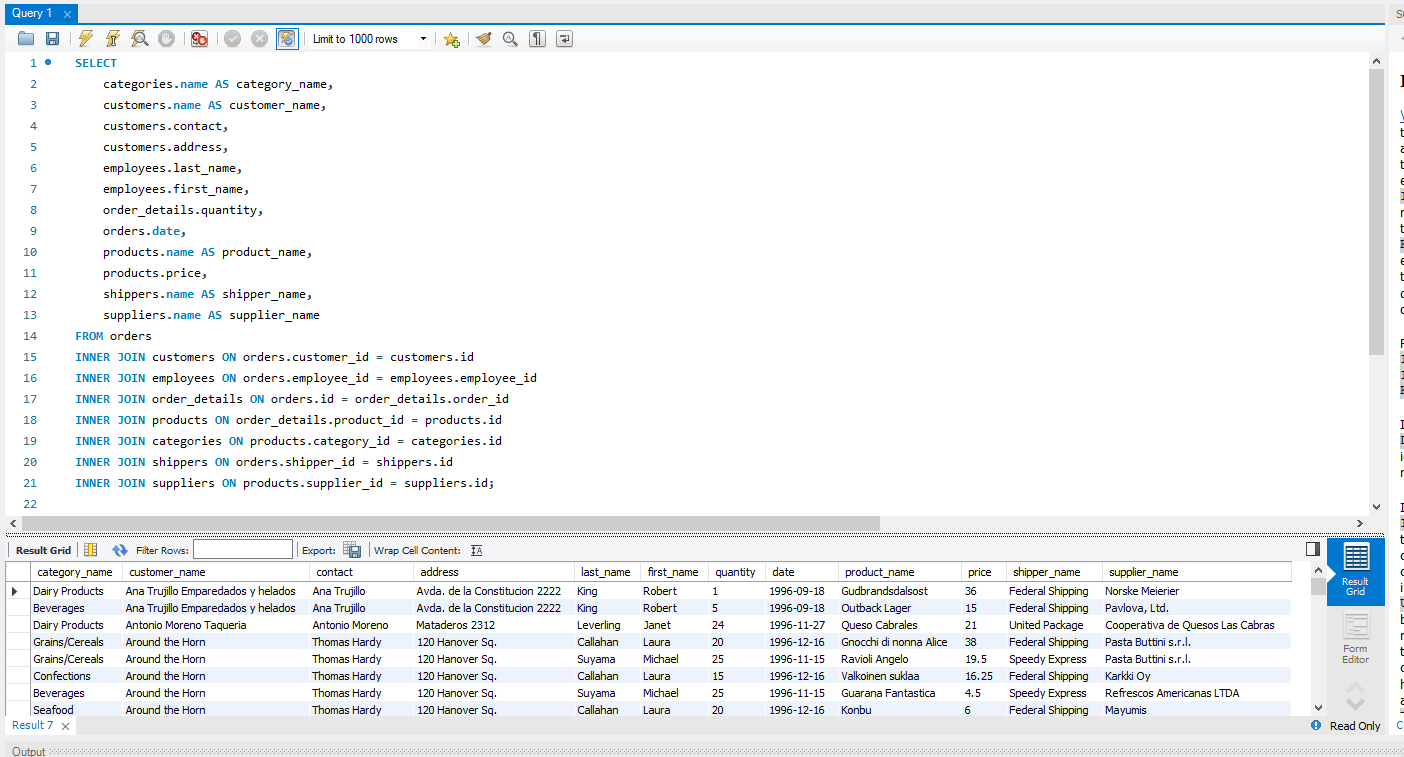 Query 1
Limit to 1000 rows
1 SELECT
2 categories.name AS category_name,
3 customers.name AS customer_name,
4 customers.contact,
5 customers.address,
6 employees.last_name,
7 employees.first_name,
8 order_details.quantity,
9 orders.date,
10 products.name AS product_name,
11 products.price,
12 shippers.name AS shipper_name,
13 suppliers.name AS supplier_name
14 FROM orders
15 INNER JOIN customers ON orders.customer_id = customers.id
16 INNER JOIN employees ON orders.employee_id = employees.employee_id
17 INNER JOIN order_details ON orders.id = order_details.order_id
18 INNER JOIN products ON order_details.product_id = products.id
19 INNER JOIN categories ON products.category_id = categories.id
20 INNER JOIN shippers ON orders.shipper_id = shippers.id
21 INNER JOIN suppliers ON products.supplier_id = suppliers.id;
22
Result Grid Filter Rows: Export: Wrap Cell Content: IA
category_name customer_name contact address last_name first_name quantity date product_name price shipper_name supplier_name
Dairy Products Ana Trujillo Emparedados y helados Ana Trujillo Avda. de la Constitucion 2222 King Robert 1 1996-09-18 Gudbrandsdalsost 36 Federal Shipping Norske Meierier
Beverages Ana Trujillo Emparedados y helados Ana Trujillo Avda. de la Constitucion 2222 King Robert 5 1996-09-18 Outback Lager 15 Federal Shipping Pavlova, Ltd.
Dairy Products Antonio Moreno Taqueria Antonio Moreno Mataderos 2312 Leverling Janet 24 1996-11-27 Queso Cabrales 21 United Package Cooperativa de Quesos Las Cabras
Grains/Cereals Around the Horn Thomas Hardy 120 Hanover Sq. Callahan Laura 20 1996-12-16 Gnocchi di nonna Alice 38 Federal Shipping Pasta Buttini s.r.l.
Grains/Cereals Around the Horn Thomas Hardy 120 Hanover Sq. Suyama Michael 25 1996-11-15 Ravioli Angelo 19.5 Speedy Express Pasta Buttini s.r.l.
Confections Around the Horn Thomas Hardy 120 Hanover Sq. Callahan Laura 15 1996-12-16 Valkoinen suklaa 16.25 Federal Shipping Karkki Oy
Beverages Around the Horn Thomas Hardy 120 Hanover Sq. Suyama Michael 25 1996-11-15 Guarana Fantastica 4.5 Speedy Express Refrescos Americanas LTDA
Seafood Around the Horn Thomas Hardy 120 Hanover Sq. Callahan Laura 20 1996-12-16 Konbu 6 Federal Shipping Mayumis
Result
Grid
Form
Editor
Result 7
Read Only
Output